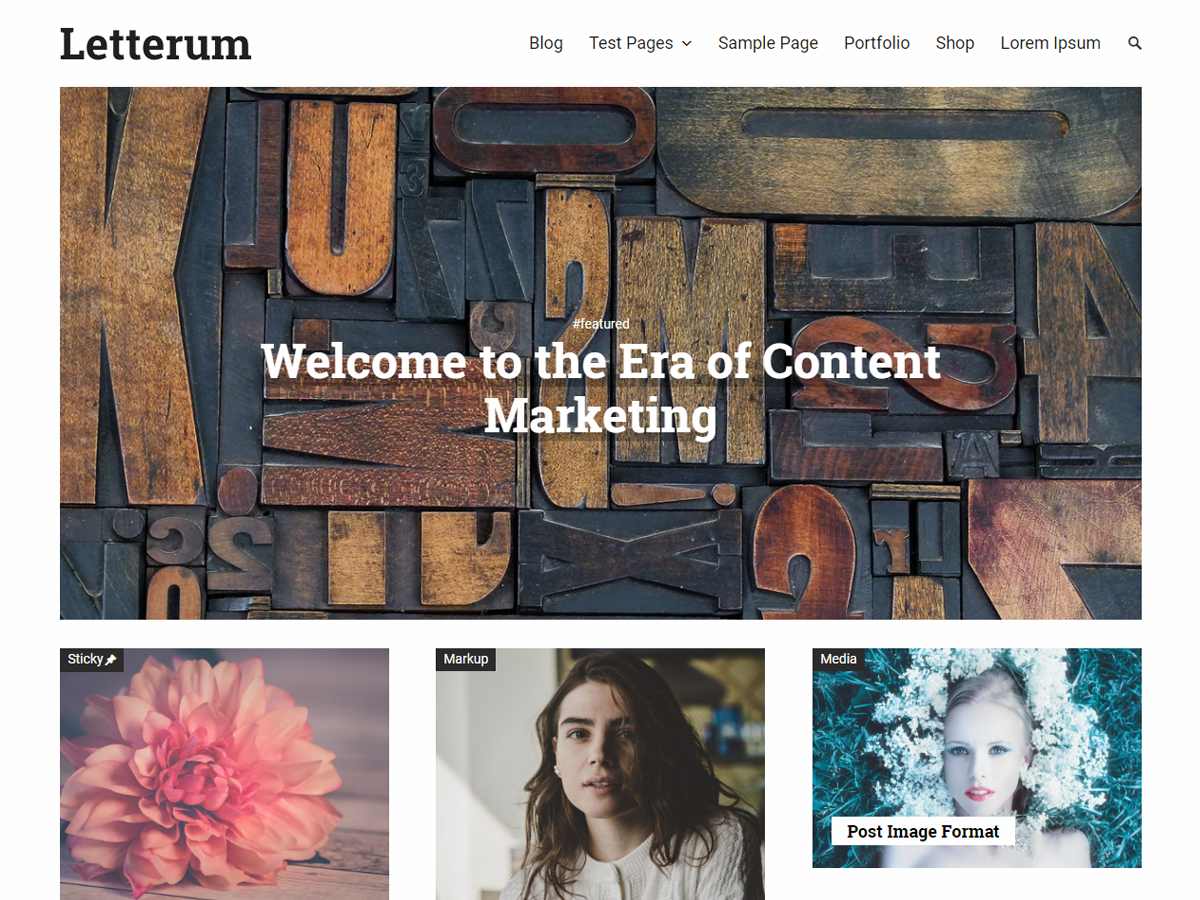 Letterum
Blog Test Pages Sample Page Portfolio Shop Lorem Ipsum
#featured
Welcome to the Era of Content
Marketing
Sticky
Markup
Media
Post Image Format